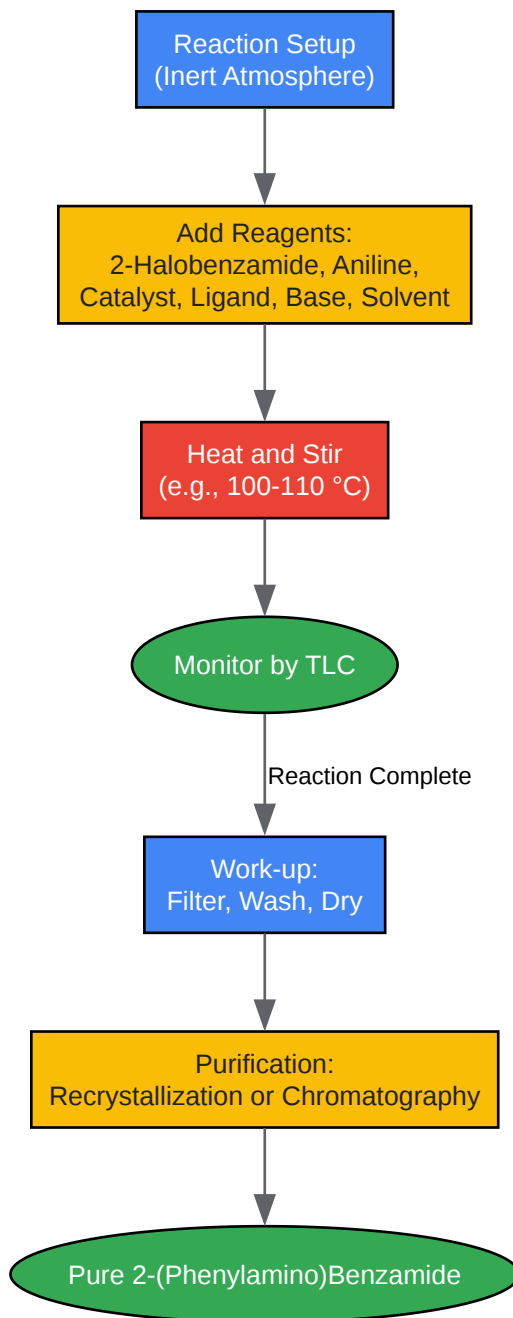 Reaction Setup
(Inert Atmosphere)
Add Reagents:
2-Halobenzamide, Aniline,
Catalyst, Ligand, Base, Solvent
Heat and Stir
(e.g., 100-110 °C)
Monitor by TLC
Reaction Complete
Work-up:
Filter, Wash, Dry
Purification:
Recrystallization or Chromatography
Pure 2-(Phenylamino)Benzamide